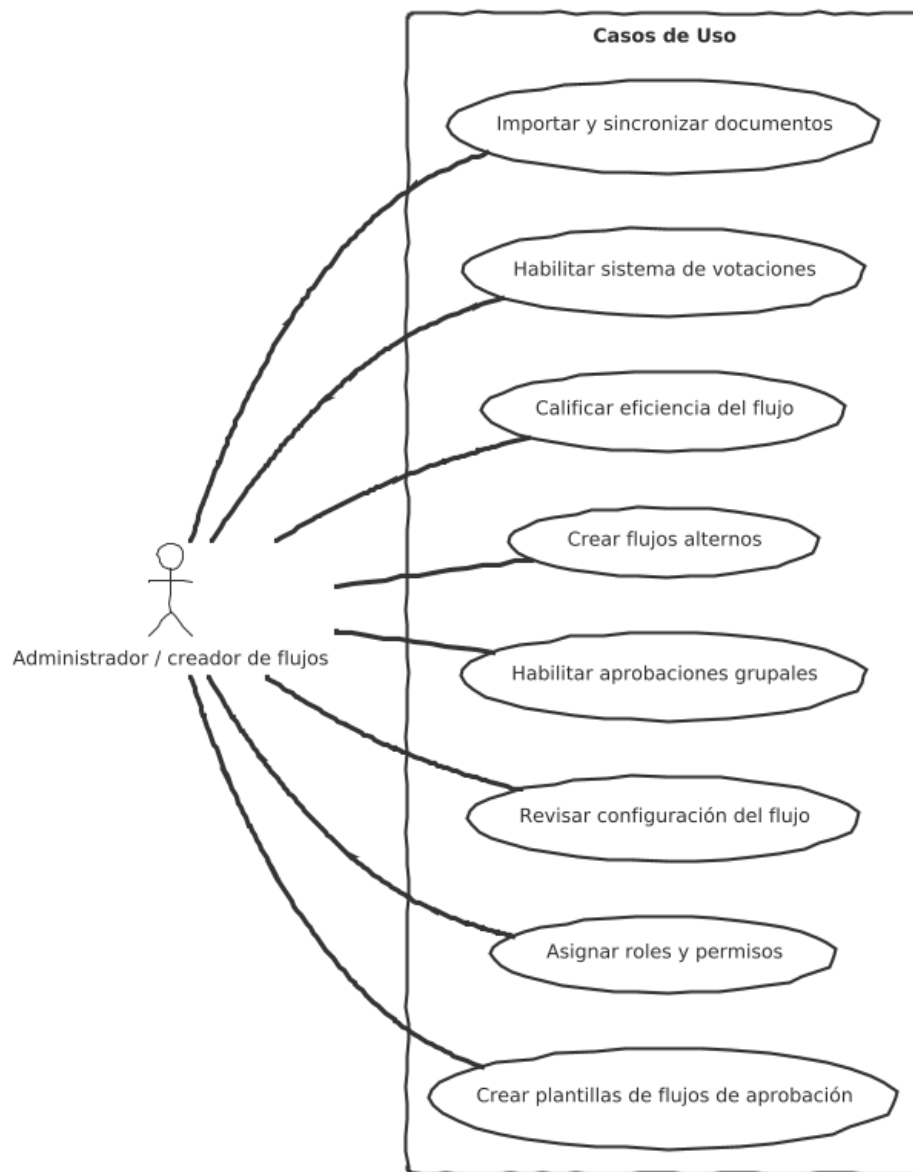 Casos de Uso
Importar y sincronizar documentos
Habilitar sistema de votaciones
Calificar eficiencia del flujo
Crear flujos alternos
Administrador / creador de flujos
Habilitar aprobaciones grupales
Revisar configuración del flujo
Asignar roles y permisos
Crear plantillas de flujos de aprobación